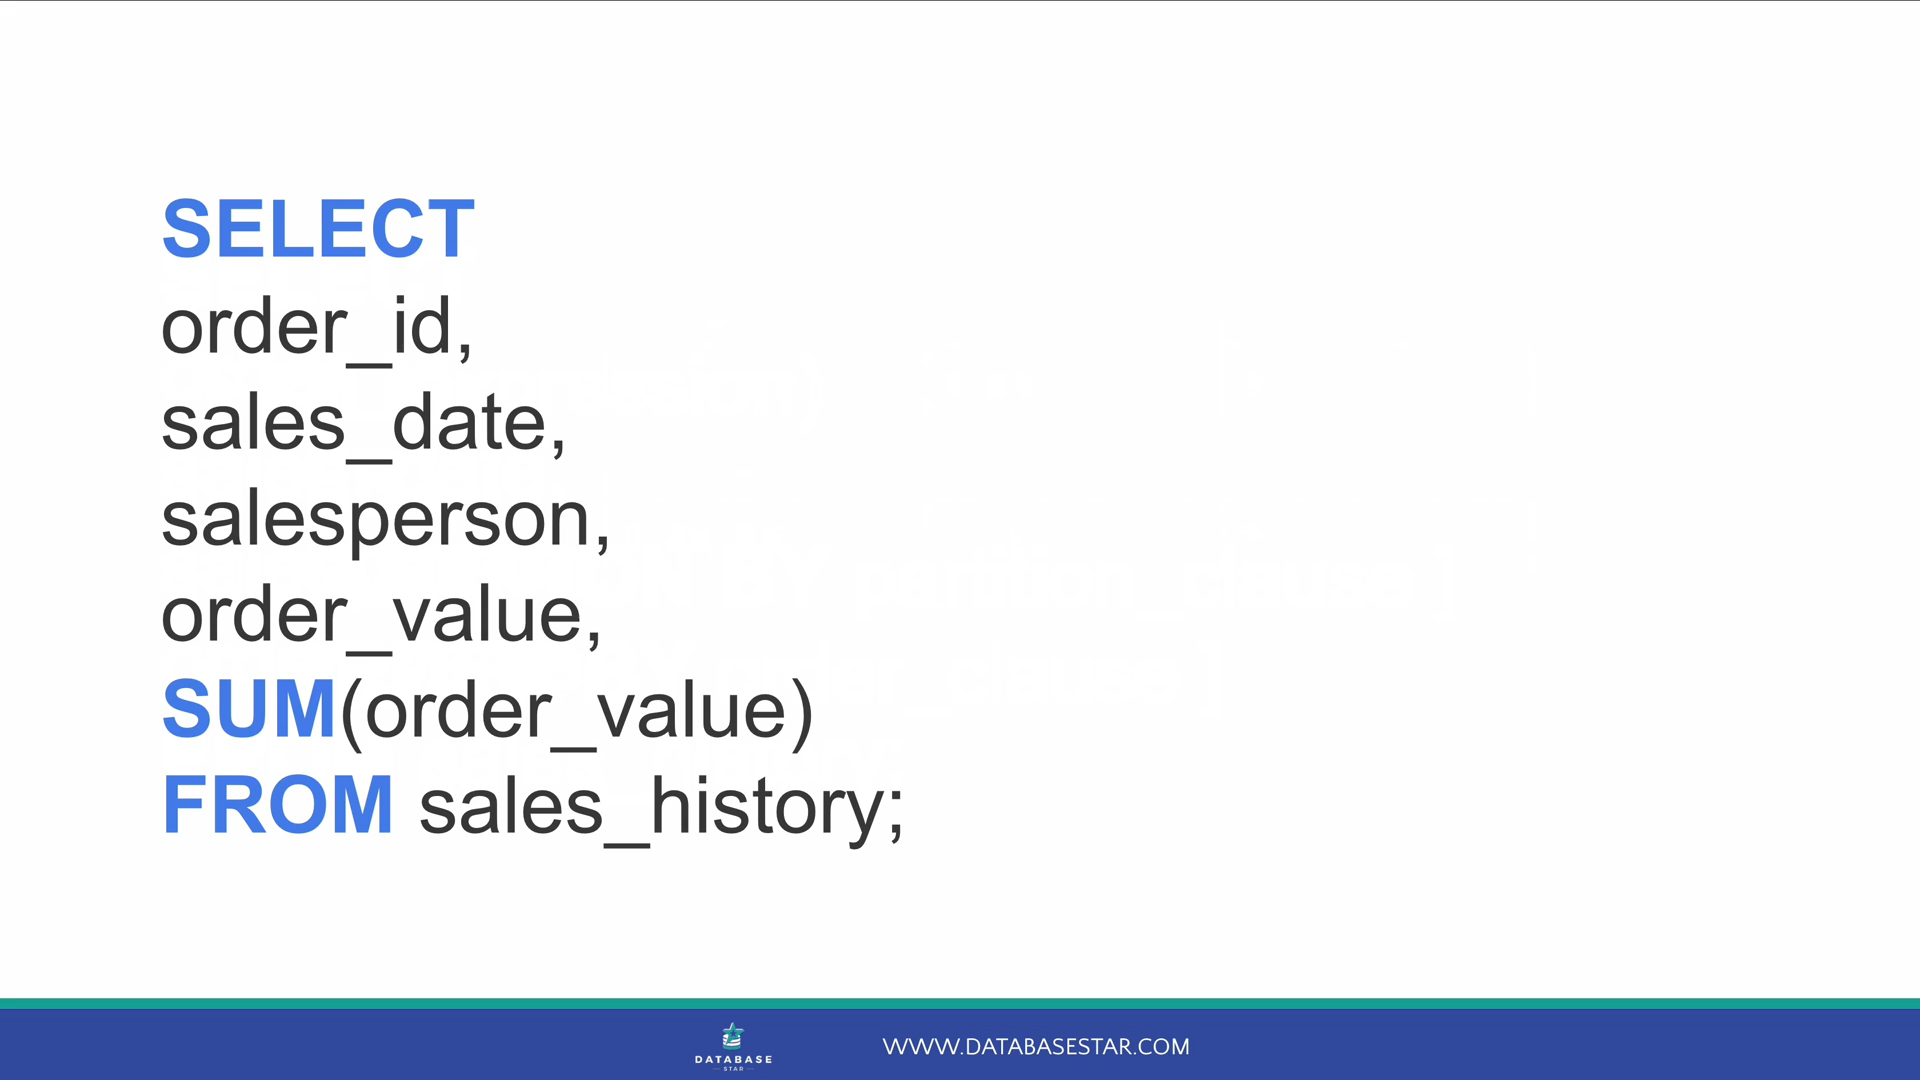 SELECT
order_id,
sales_date,
salesperson,
order_value,
SUM(order_value)
FROM sales_history;
DATABASE
STAR
WWW.DATABASESTAR.COM